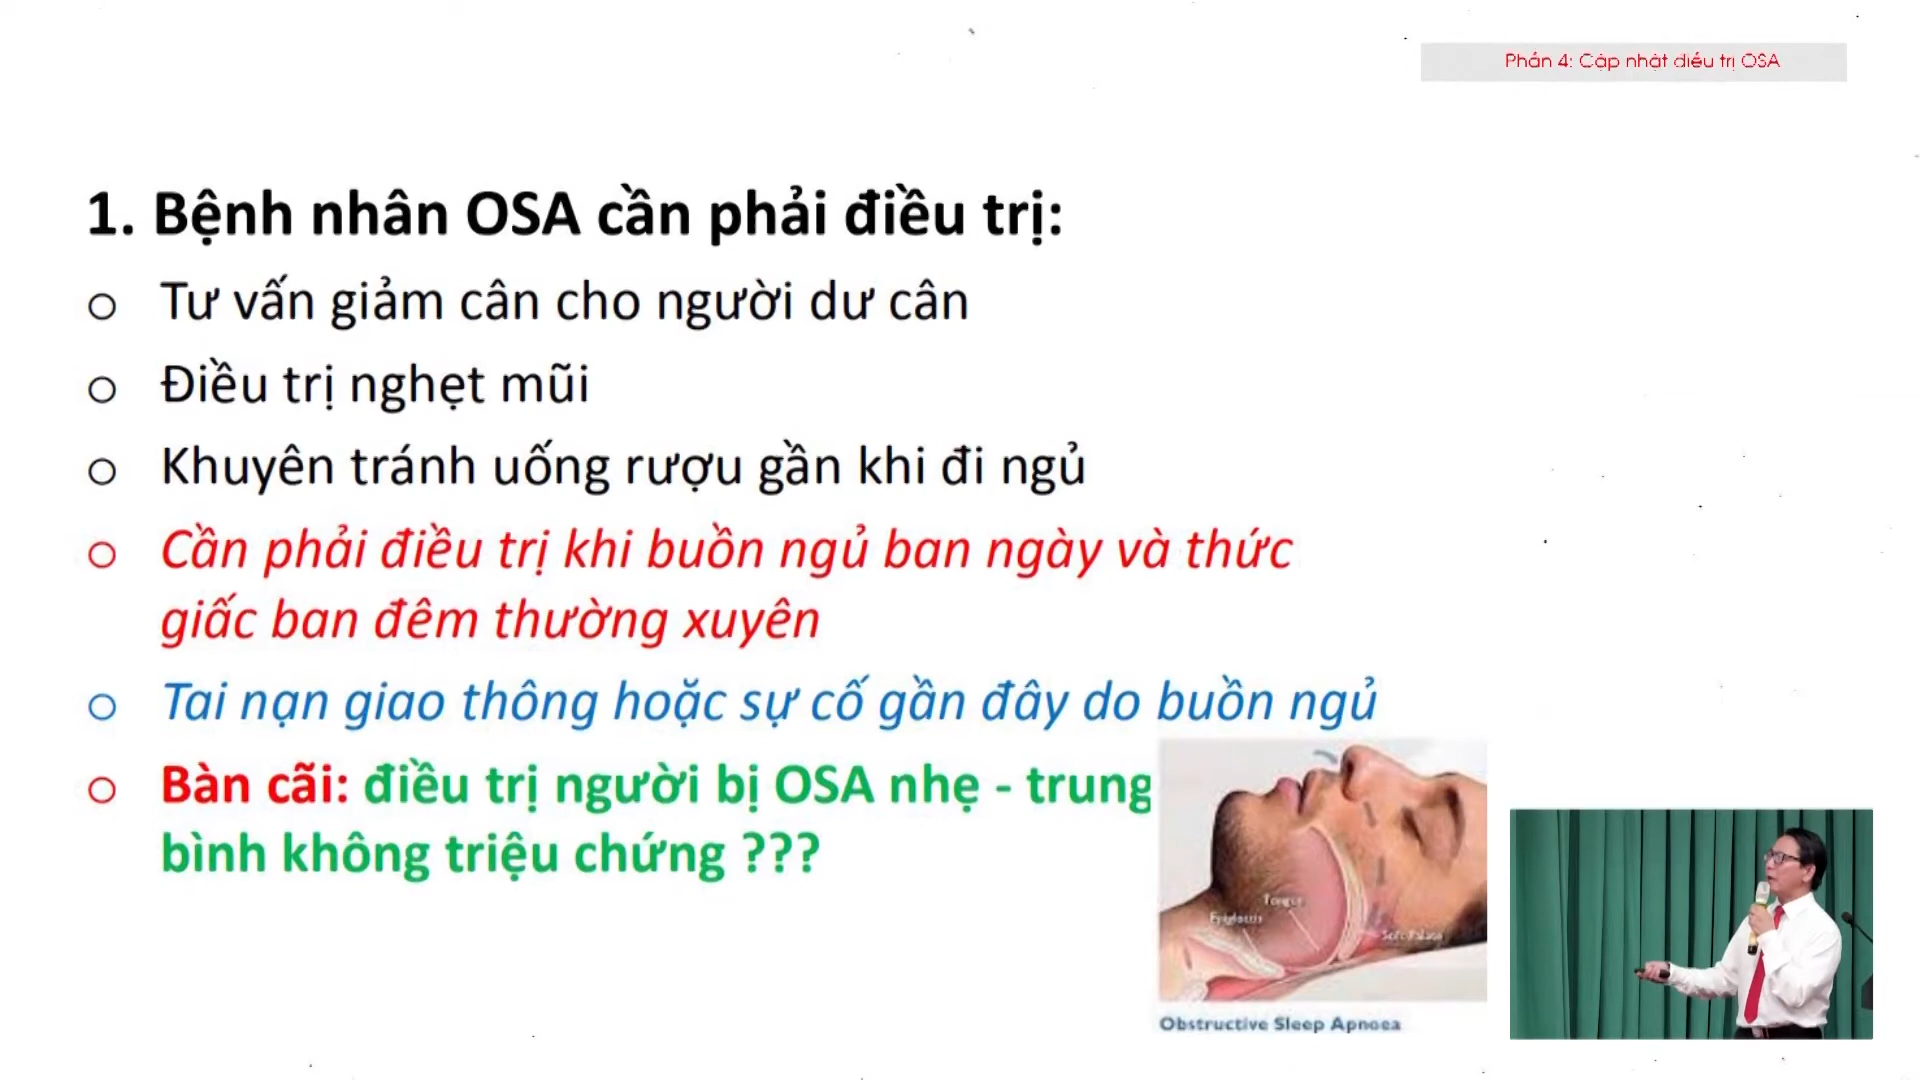 Phần 4: Cập nhật điều trị OSA
1. Bệnh nhân OSA cần phải điều trị:
o Tư vấn giảm cân cho người dư cân
o Điều trị nghẹt mũi
o Khuyên tránh uống rượu gần khi đi ngủ
o Cần phải điều trị khi buồn ngủ ban ngày và thức
giấc ban đêm thường xuyên
o Tai nạn giao thông hoặc sự cố gần đây do buồn ngủ
o Bàn cãi: điều trị người bị OSA nhẹ - trung
bình không triệu chứng ???
Tongue
Epiglottis
Soft Palate
Obstructive Sleep Apnoea